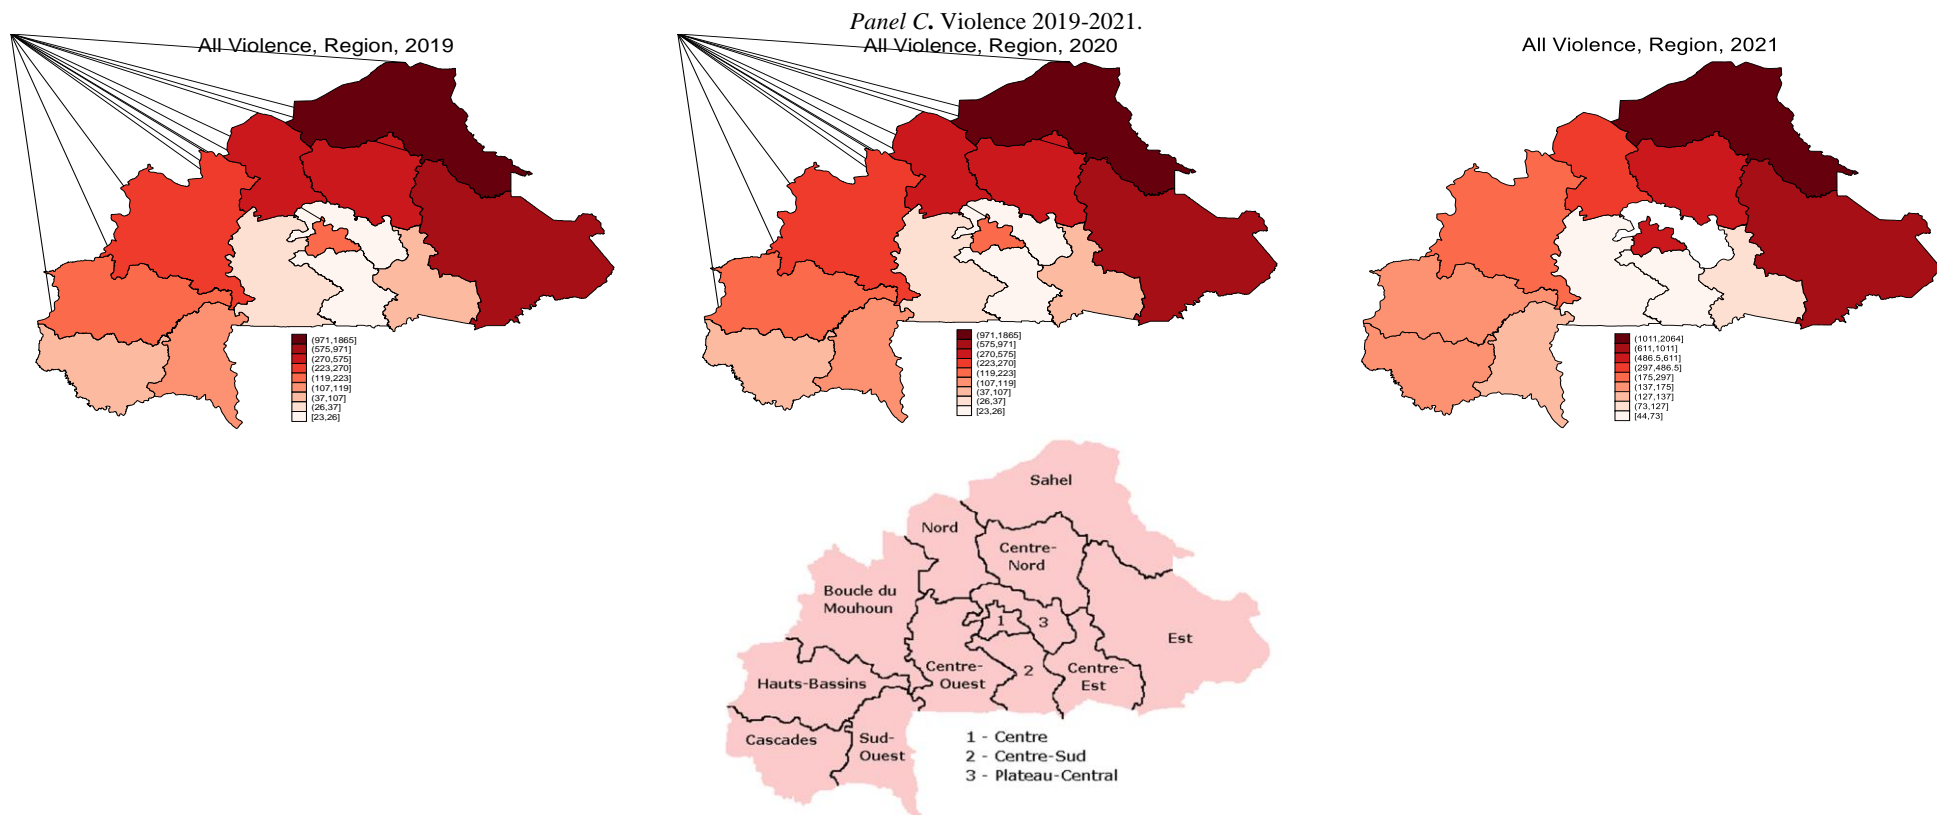 Panel C. Violence 2019-2021.
All Violence, Region, 2019
(971,1865]
(575,971]
(270,575]
(223,270]
(119,223]
(107,119]
(37,107]
(26,37]
[23,26]
All Violence, Region, 2020
(971,1865]
(575,971]
(270,575]
(223,270]
(119,223]
(107,119]
(37,107]
(26,37]
[23,26]
All Violence, Region, 2021
(1011,2064]
(611,1011]
(486.5,611]
(297,486.5]
(175,297]
(137,175]
(127,137]
(73,127]
[44,73]
Sahel
Nord
Centre-
Nord
Boucle du
Mouhoun
1
3
Est
Centre-
Ouest
2
Centre-
Est
Hauts-Bassins
Cascades
Sud-
Ouest
1 - Centre
2 - Centre-Sud
3 - Plateau-Central